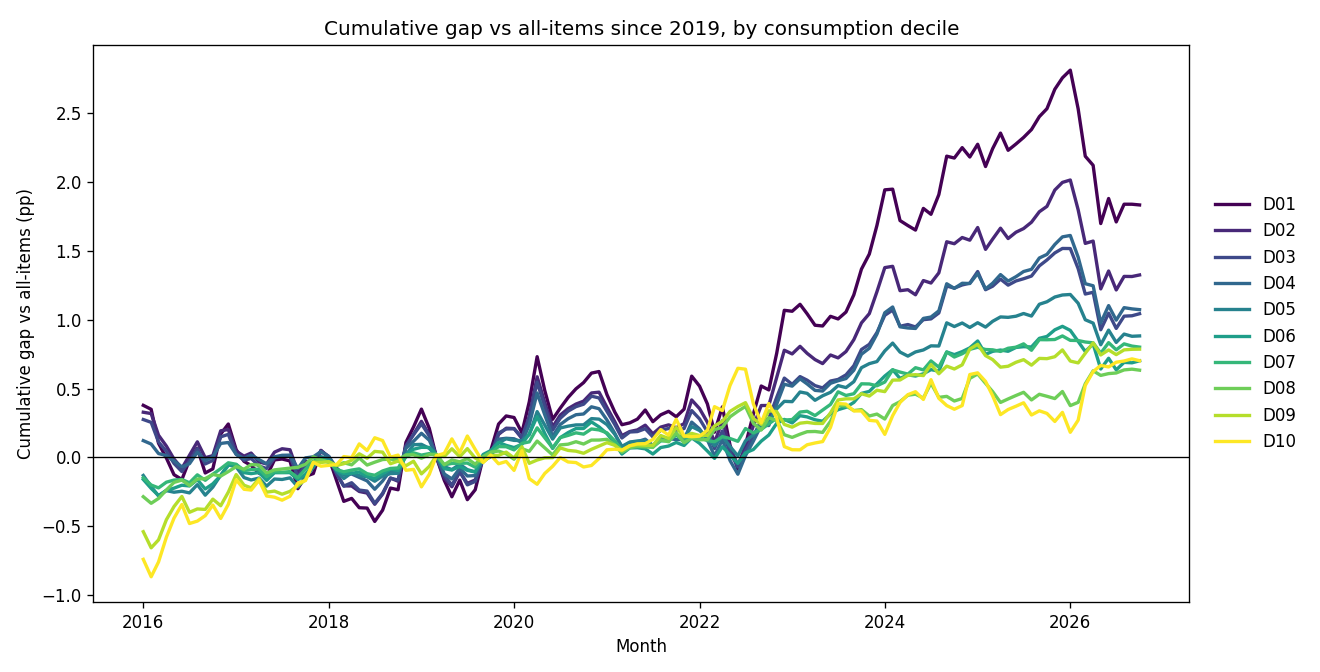 Cumulative gap vs all-items since 2019, by consumption decile
Cumulative gap vs all-items (pp)
2.5
2.0
1.5
1.0
0.5
0.0
−0.5
−1.0
2016
2018
2020
2022
2024
2026
Month
D01
D02
D03
D04
D05
D06
D07
D08
D09
D10